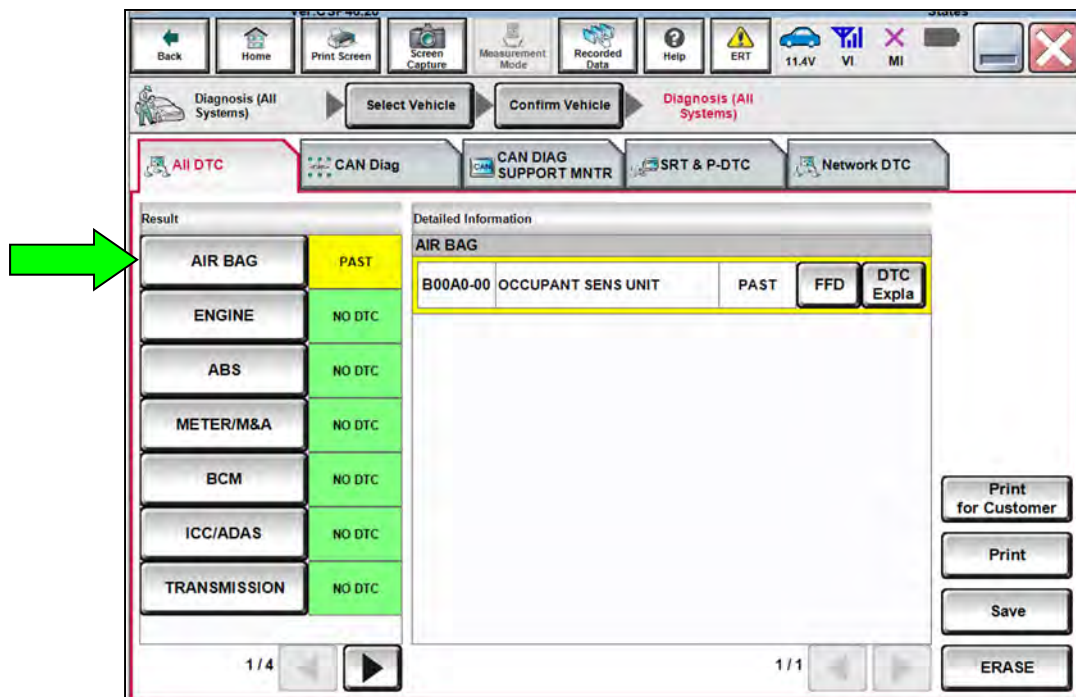 Back
Home
Print Screen
Screen
Capture
Measurement
Mode
Recorded
Data
Help
ERT
11.4V
VI
MI
Diagnosis (All
Systems)
Select Vehicle
Confirm Vehicle
Diagnosis (All
Systems)
All DTC
CAN Diag
CAN
CAN DIAG
SUPPORT MNTR
SRT & P-DTC
Network DTC
Result
Detailed Information
AIR BAG
PAST
AIR BAG
B00A0-00 OCCUPANT SENS UNIT PAST
FFD
DTC
Expla
ENGINE
NO DTC
ABS
NO DTC
METER/M&A
NO DTC
BCM
NO DTC
ICC/ADAS
NO DTC
TRANSMISSION
NO DTC
Print
for Customer
Print
Save
ERASE
1/4
1/1